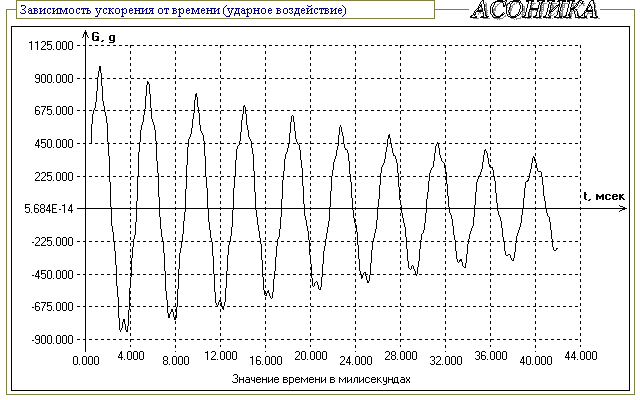 Зависимость ускорения от времени (ударное воздействие)
АСОНИКА
G, g
1125.000
900.000
675.000
450.000
225.000
5.684E-14
-225.000
-450.000
-675.000
-900.000
t, мсек
0.000 4.000 8.000 12.000 16.000 20.000 24.000 28.000 32.000 36.000 40.000 44.000
Значение времени в милисекундах